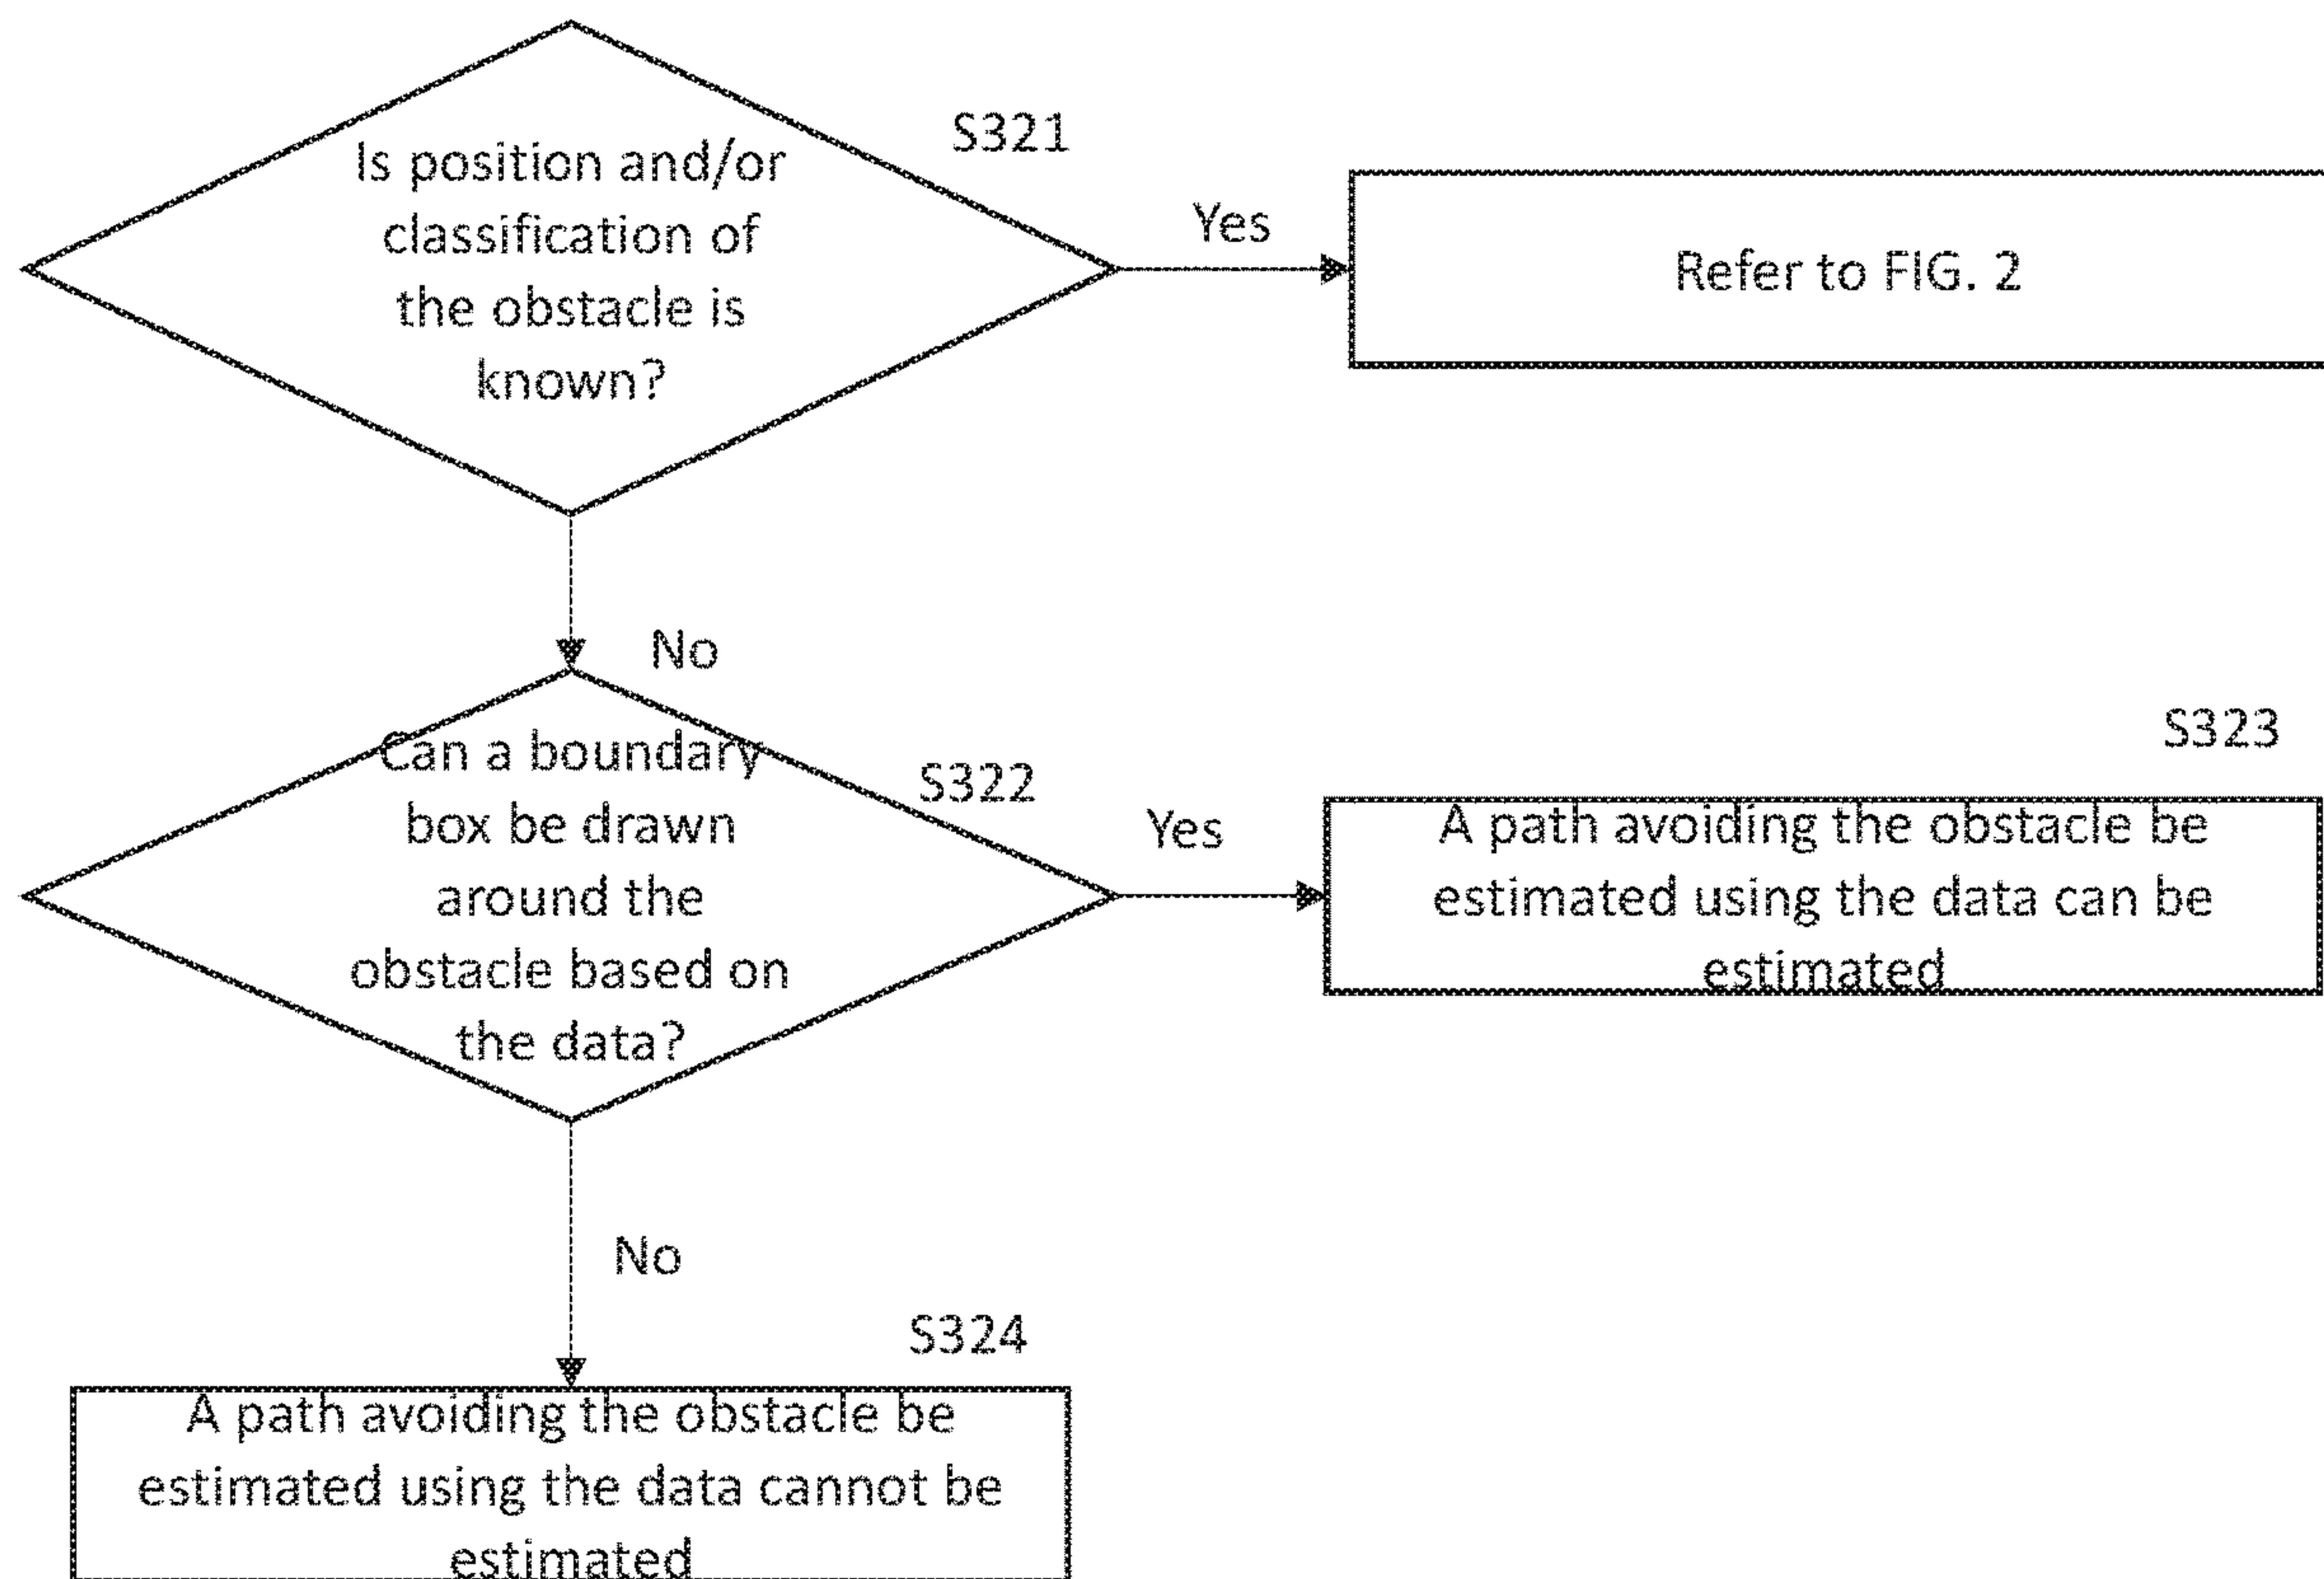 Is position and/or
classification of
the obstacle is
known?
S321
Yes
Refer to FIG. 2
No
Can a boundary
box be drawn
around the
obstacle based on
the data?
S322
Yes
S323
A path avoiding the obstacle be
estimated using the data can be
estimated
No
S324
A path avoiding the obstacle be
estimated using the data cannot be
estimated